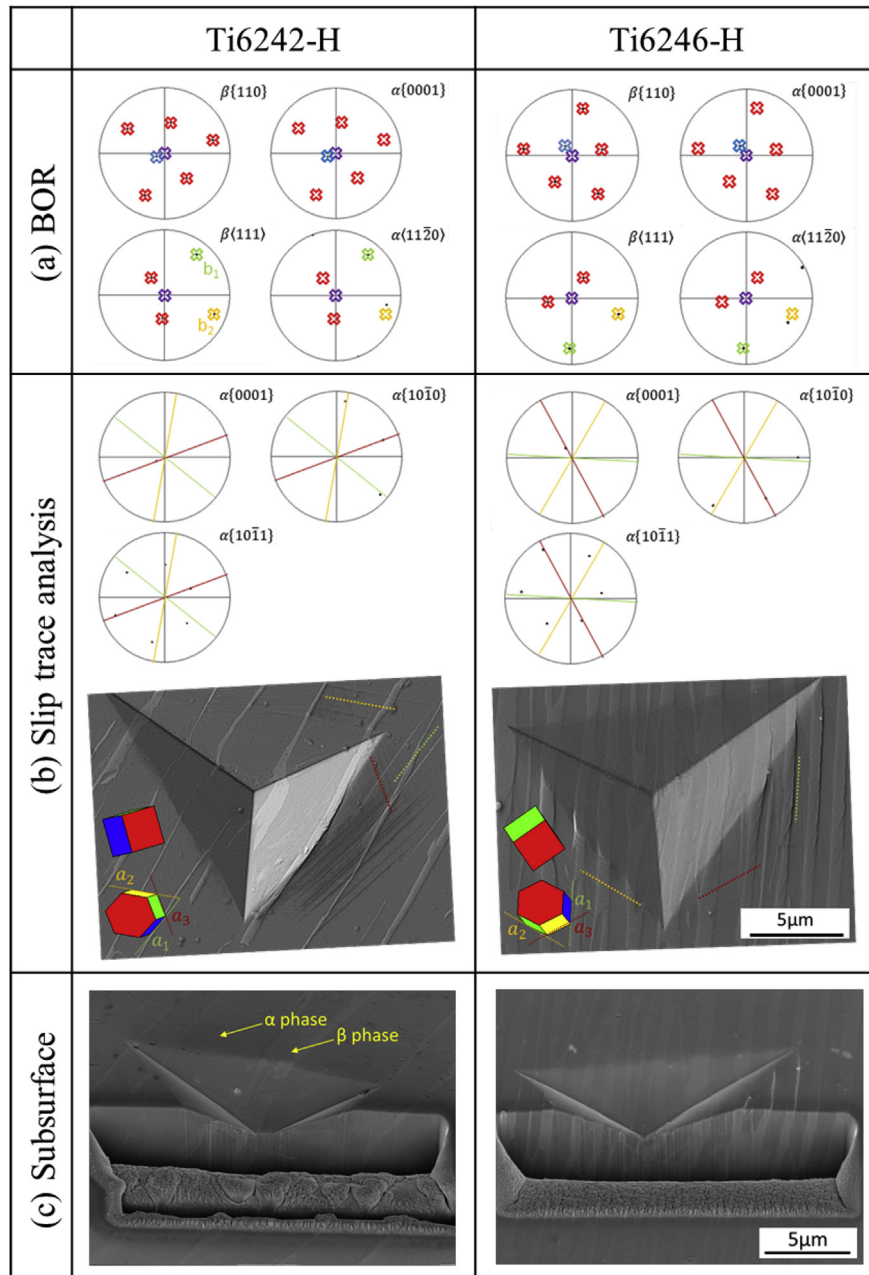 Ti6242-H
Ti6246-H
(a) BOR
β{110}
α{0001}
β{110}
α{0001}
β⟨111⟩
α⟨112̅0⟩
β⟨111⟩
α⟨112̅0⟩
b₁
b₂
(b) Slip trace analysis
α{0001}
α{101̅0}
α{0001}
α{101̅0}
α{101̅1}
α{101̅1}
a₂
a₃
a₁
a₁
a₂
a₃
5μm
(c) Subsurface
α phase
β phase
5μm